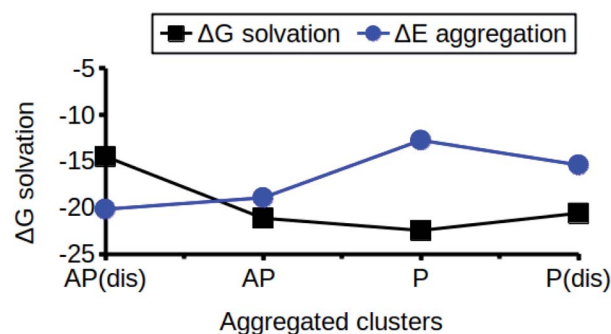 ΔG solvation ΔE aggregation
-5
-10
-15
-20
-25
ΔG solvation
AP(dis) AP P P(dis)
Aggregated clusters